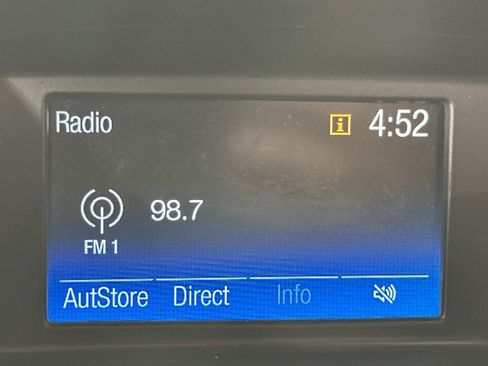 Radio i 4:52
98.7
FM 1
AutStore Direct Info